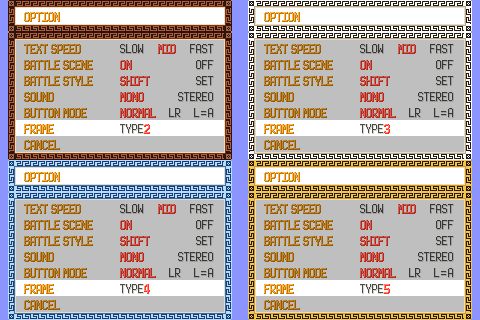 OPTION
TEXT SPEED SLOW MID FAST
BATTLE SCENE ON OFF
BATTLE STYLE SHIFT SET
SOUND MONO STEREO
BUTTON MODE NORMAL LR L=A
FRAME TYPE2
CANCEL
OPTION
TEXT SPEED SLOW MID FAST
BATTLE SCENE ON OFF
BATTLE STYLE SHIFT SET
SOUND MONO STEREO
BUTTON MODE NORMAL LR L=A
FRAME TYPE3
CANCEL
OPTION
TEXT SPEED SLOW MID FAST
BATTLE SCENE ON OFF
BATTLE STYLE SHIFT SET
SOUND MONO STEREO
BUTTON MODE NORMAL LR L=A
FRAME TYPE4
CANCEL
OPTION
TEXT SPEED SLOW MID FAST
BATTLE SCENE ON OFF
BATTLE STYLE SHIFT SET
SOUND MONO STEREO
BUTTON MODE NORMAL LR L=A
FRAME TYPE5
CANCEL